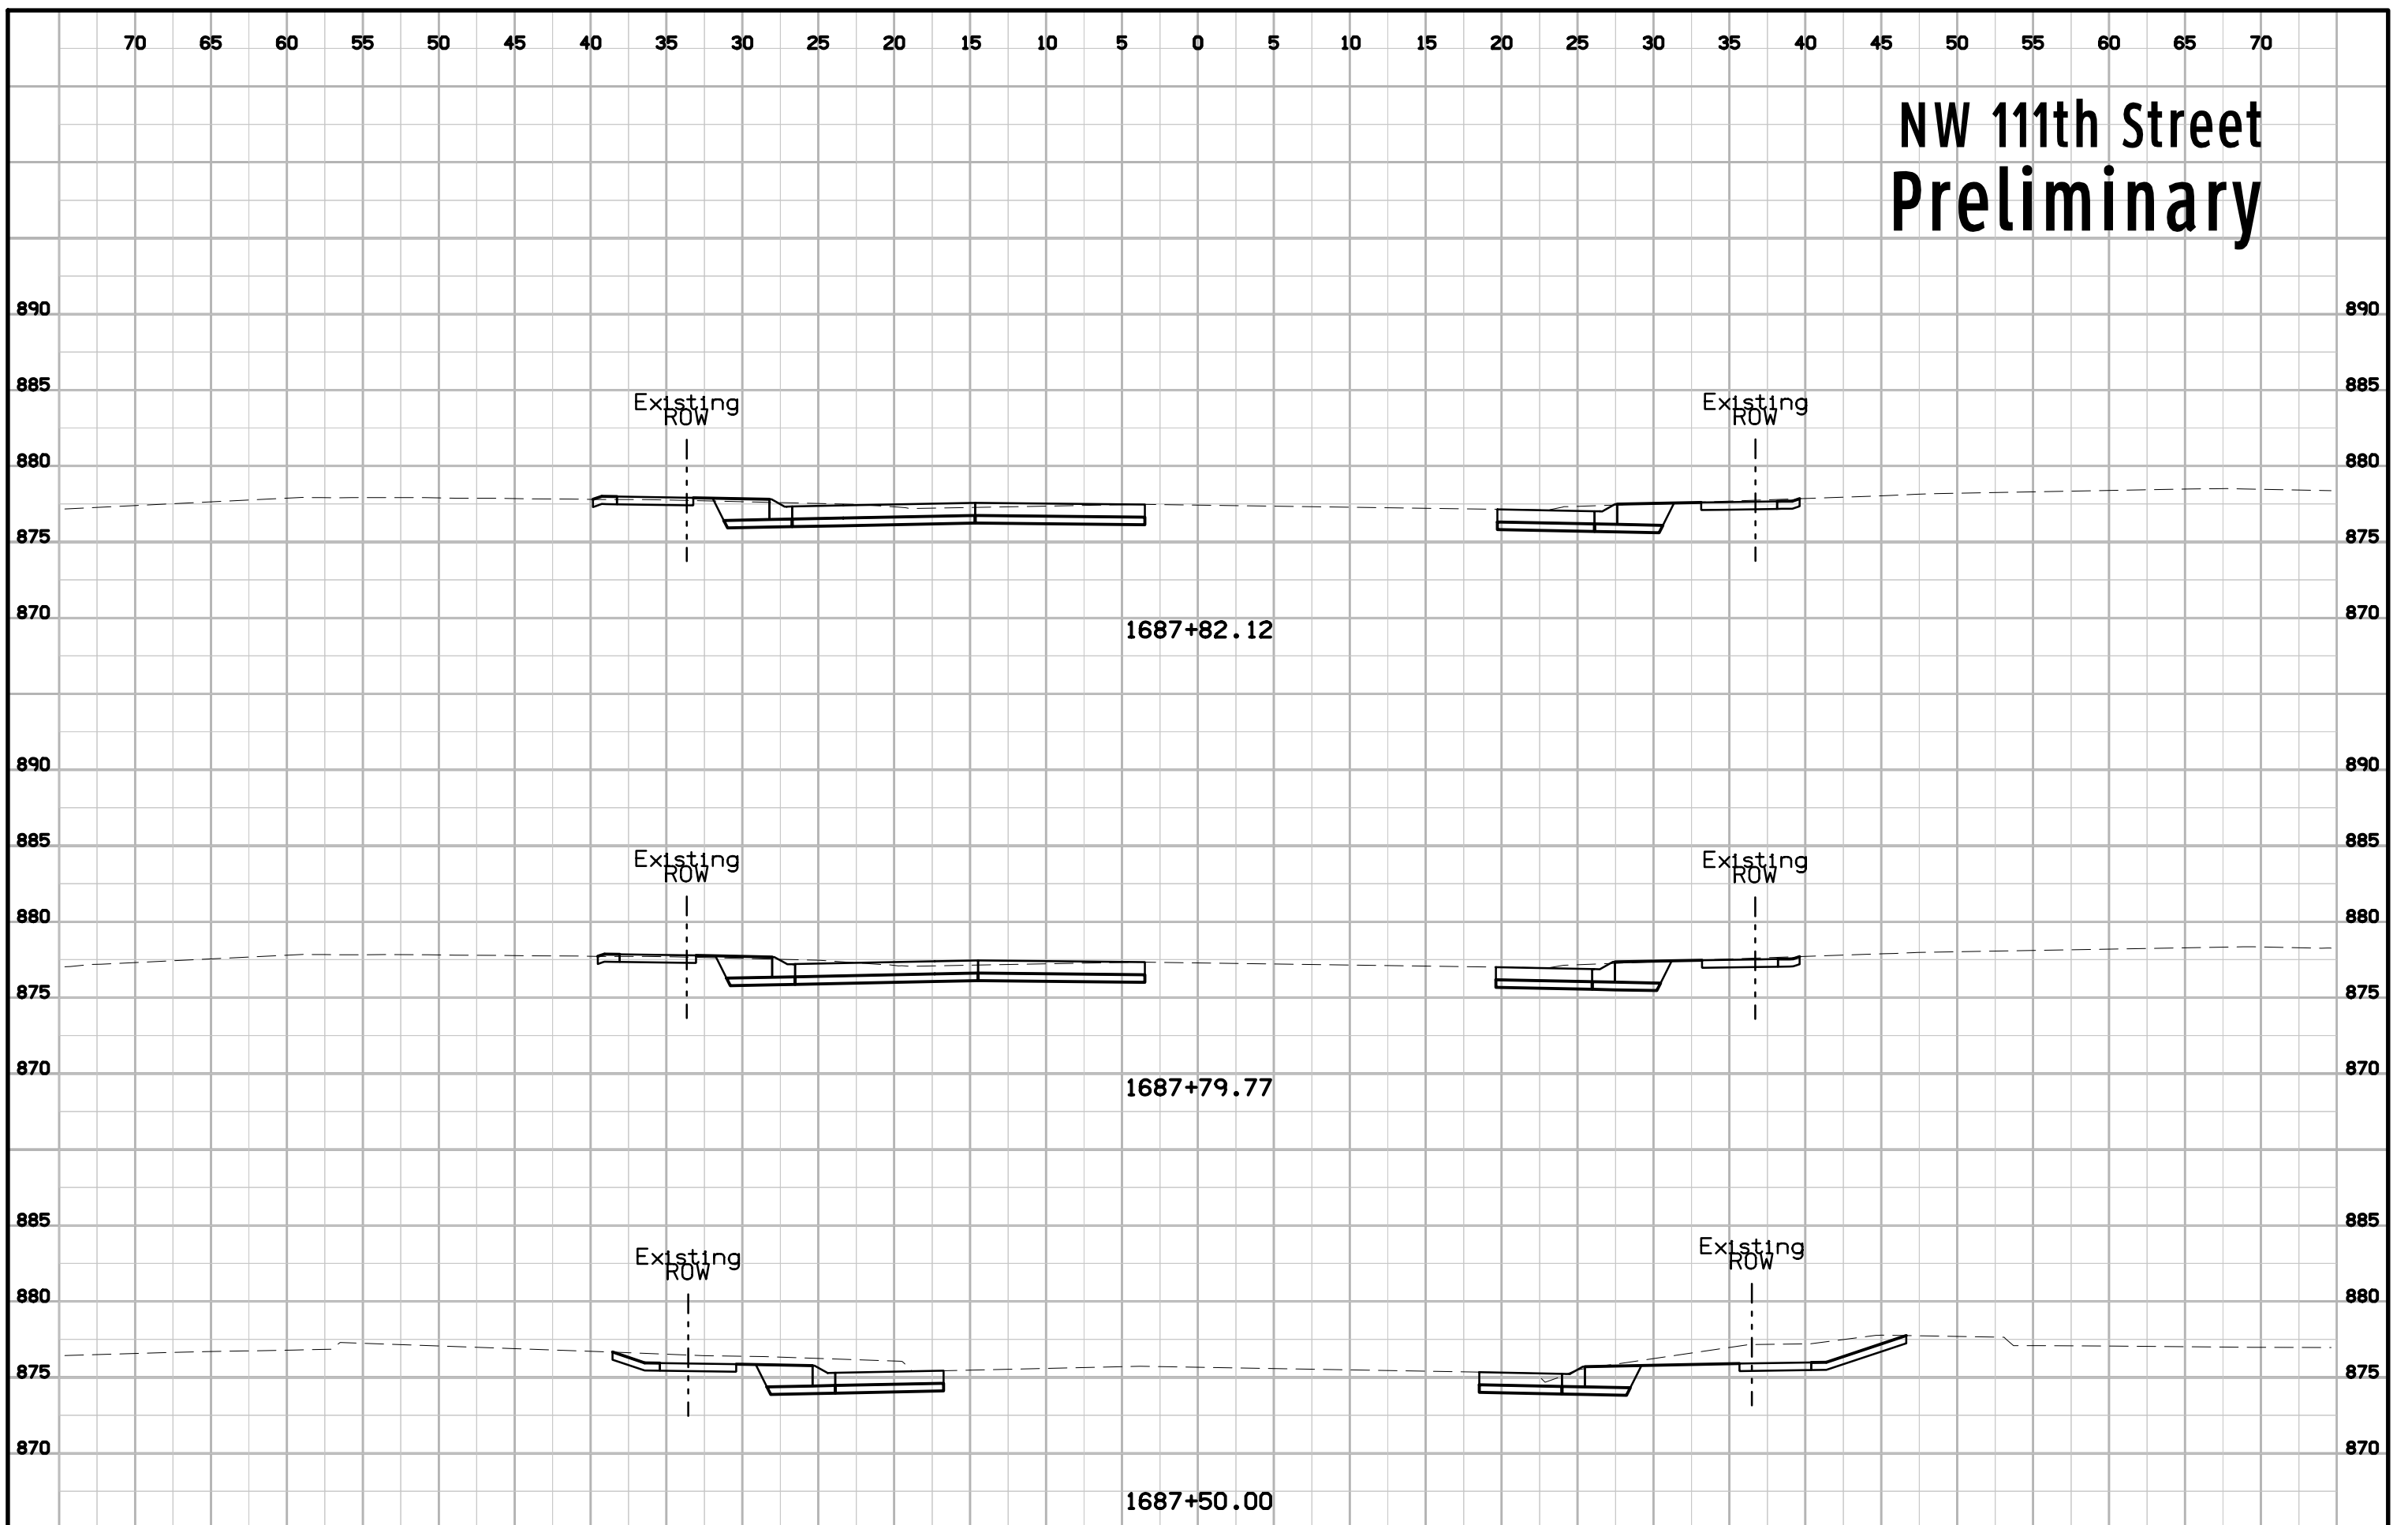 70 65 60 55 50 45 40 35 30 25 20 15 10 5 0 5 10 15 20 25 30 35 40 45 50 55 60 65 70
NW 111th Street
Preliminary
890 890
885 885
Existing Existing
ROW ROW
880 880
875 875
870 870
1687+82.12
890 890
885 885
Existing Existing
ROW ROW
880 880
875 875
870 870
1687+79.77
885 885
Existing Existing
ROW ROW
880 880
875 875
870 870
1687+50.00